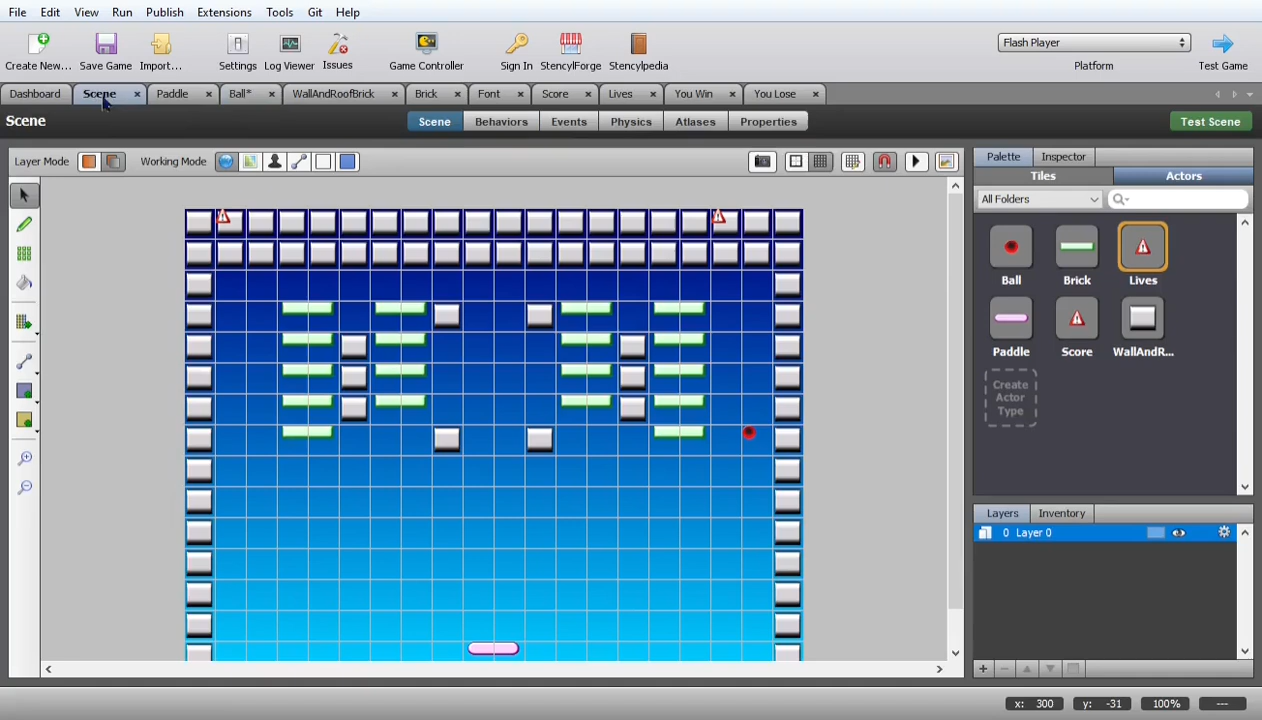 File Edit View Run Publish Extensions Tools Git Help
Create New... Save Game Import... Settings Log Viewer Issues Game Controller Sign In StencylForge Stencylpedia Flash Player Platform Test Game
Dashboard Scene Paddle Ball* WallAndRoofBrick Brick Font Score Lives You Win You Lose
Scene Scene Behaviors Events Physics Atlases Properties Test Scene
Layer Mode Working Mode Palette Inspector
Tiles Actors
All Folders
Ball Brick Lives
Paddle Score WallAndR...
Create
Actor
Type
Layers Inventory
0 Layer 0
x: 300 y: -31 100% ---